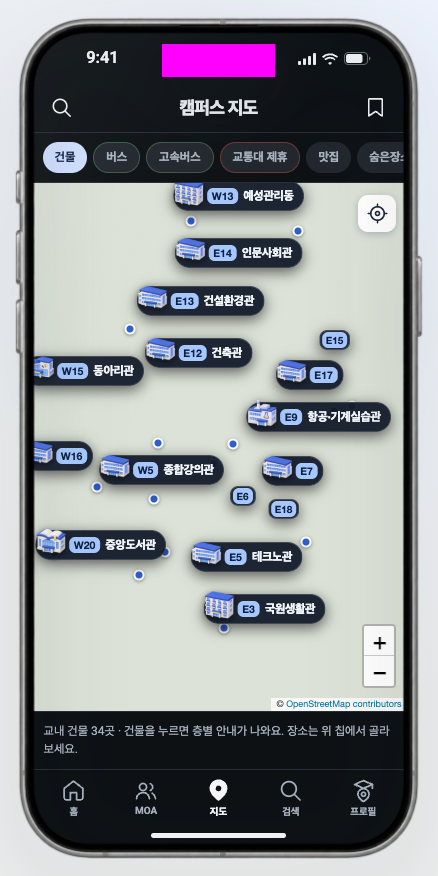 9:41
캠퍼스 지도
건물 버스 고속버스 교통대 제휴 맛집 숨은장
W13 예성관리동
E14 인문사회관
E13 건설환경관
E15
E12 건축관
W15 동아리관
E17
E9 항공·기계실습관
W16
W5 종합강의관
E7
E6
E18
W20 중앙도서관
E5 테크노관
E3 국원생활관
+
−
© OpenStreetMap contributors
교내 건물 34곳 · 건물을 누르면 층별 안내가 나와요. 장소는 위 칩에서 골라
보세요.
홈 MOA 지도 검색 프로필